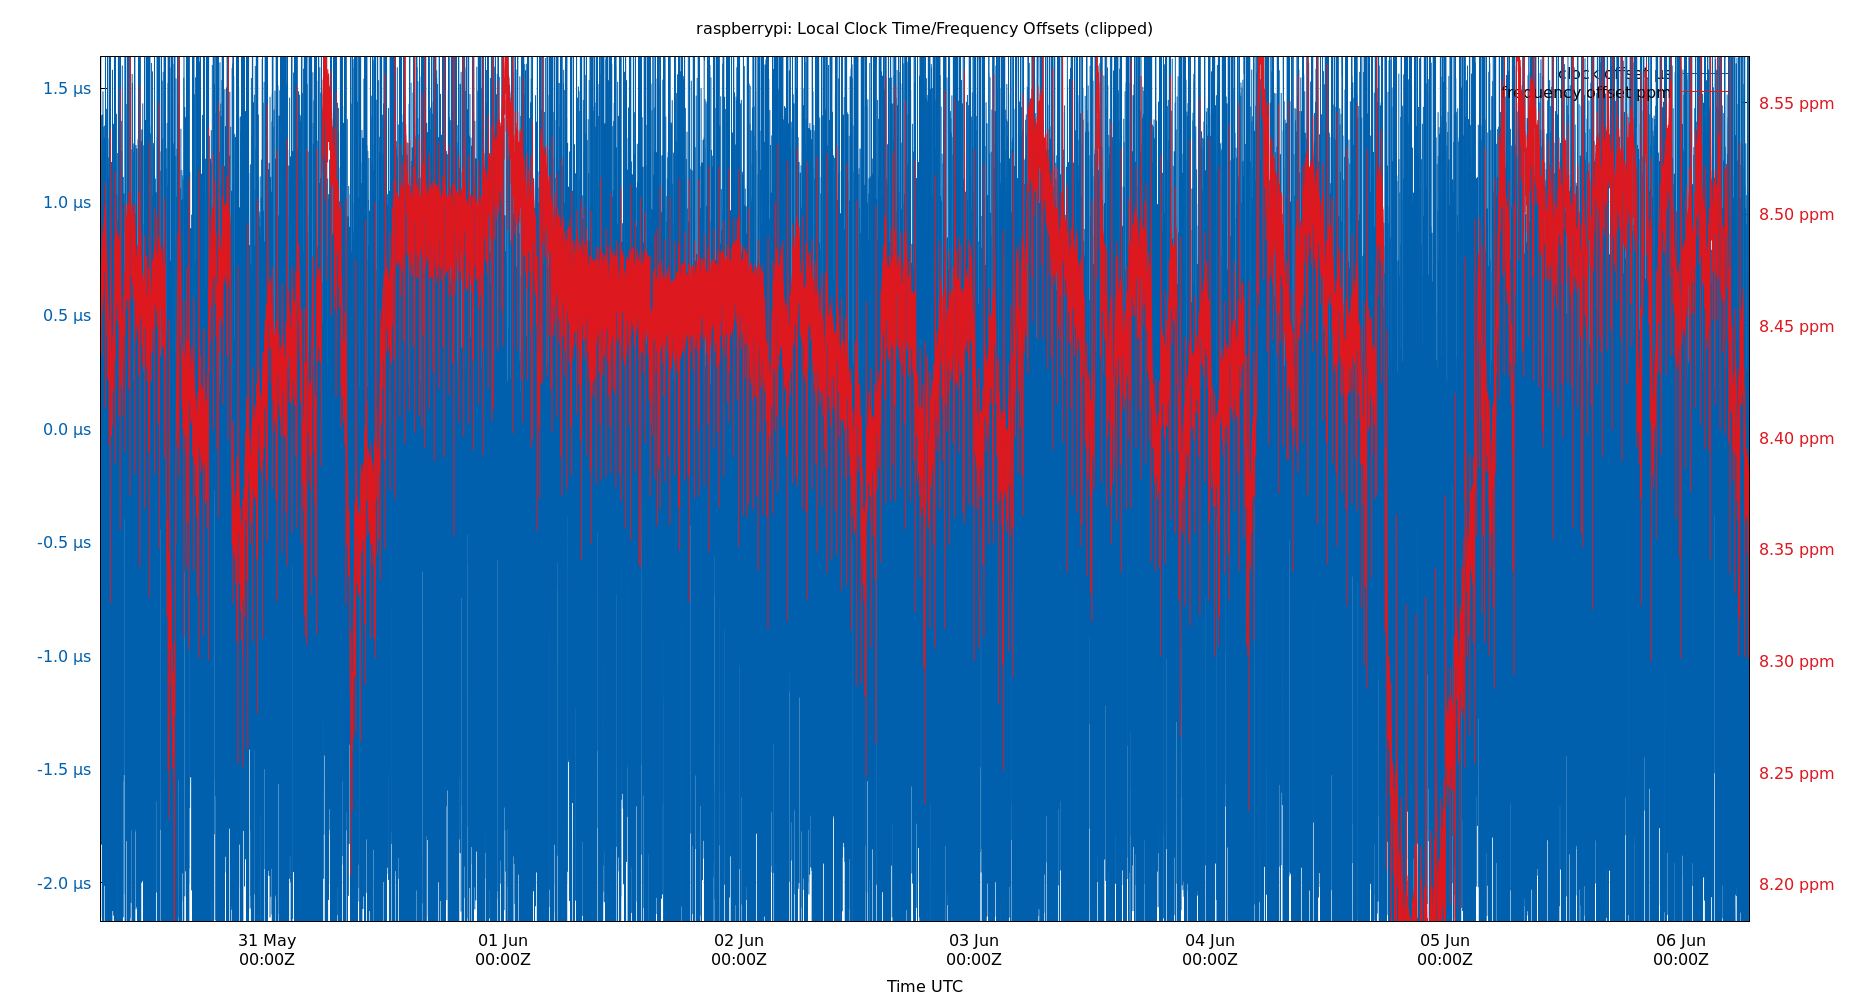 raspberrypi: Local Clock Time/Frequency Offsets (clipped)
clock offset µs
frequency offset ppm
1.5 µs
1.0 µs
0.5 µs
0.0 µs
-0.5 µs
-1.0 µs
-1.5 µs
-2.0 µs
8.55 ppm
8.50 ppm
8.45 ppm
8.40 ppm
8.35 ppm
8.30 ppm
8.25 ppm
8.20 ppm
31 May 01 Jun 02 Jun 03 Jun 04 Jun 05 Jun 06 Jun
00:00Z 00:00Z 00:00Z 00:00Z 00:00Z 00:00Z 00:00Z
Time UTC